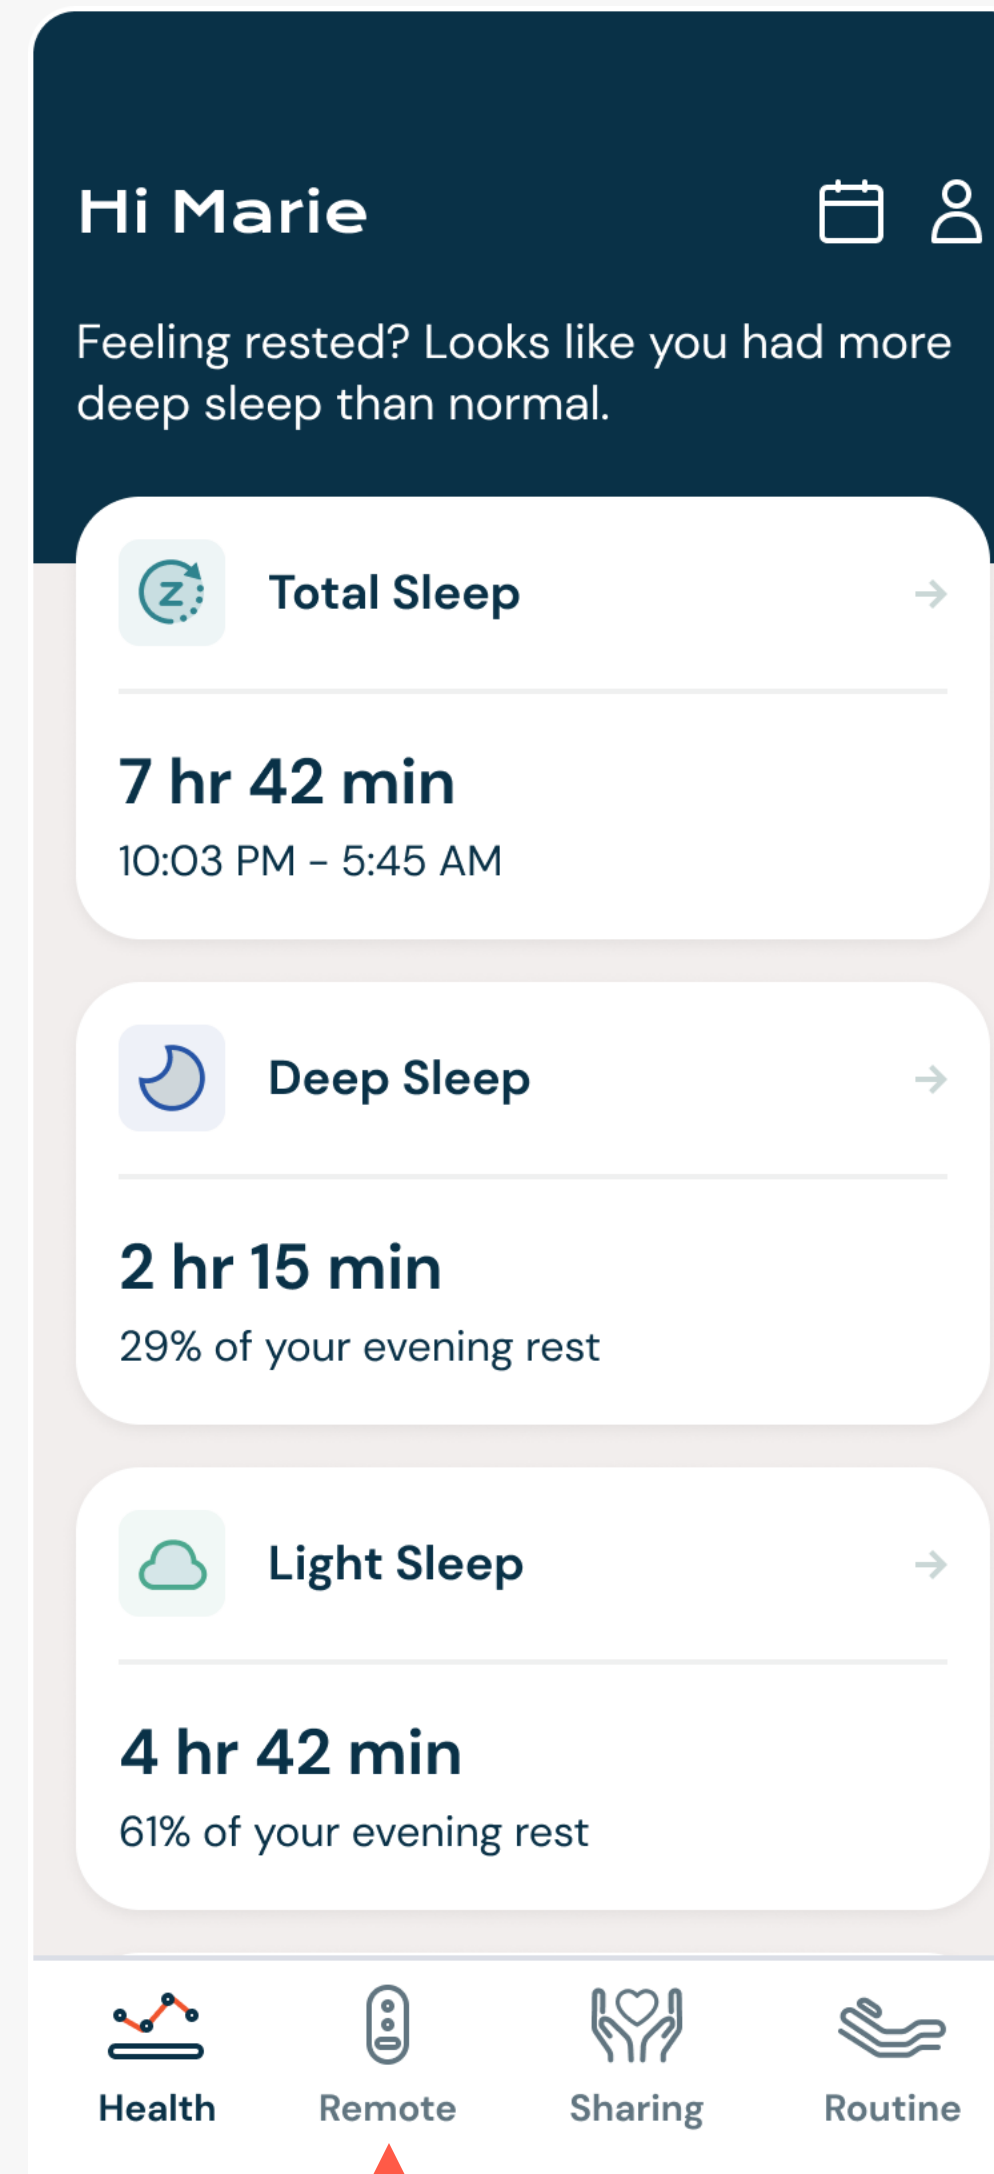 Hi Marie
Feeling rested? Looks like you had more
deep sleep than normal.
Z
Total Sleep
7 hr 42 min
10:03 PM – 5:45 AM
Deep Sleep
2 hr 15 min
29% of your evening rest
Light Sleep
4 hr 42 min
61% of your evening rest
Health
Remote
Sharing
Routine